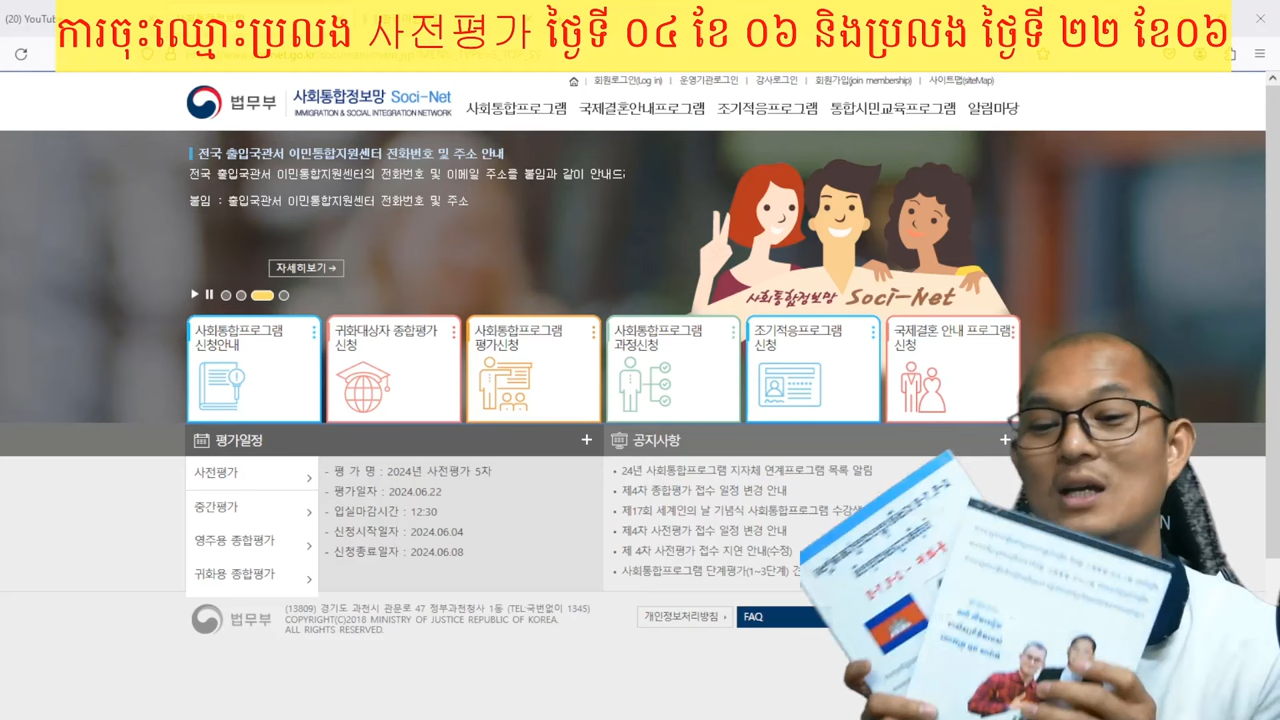 (20) YouTub
ការចុះឈ្មោះប្រលង 사전평가 ថ្ងៃទី ០៤ ខែ ០៦ និងប្រលង ថ្ងៃទី ២២ ខែ០៦
회원로그인(Log in) 운영기관로그인 강사로그인 회원가입(join membership) 사이트맵(siteMap)
법무부 사회통합정보망 Soci-Net
IMMIGRATION & SOCIAL INTEGRATION NETWORK
사회통합프로그램 국제결혼안내프로그램 조기적응프로그램 통합시민교육프로그램 알림마당
전국 출입국관서 이민통합지원센터 전화번호 및 주소 안내
전국 출입국관서 이민통합지원센터의 전화번호 및 이메일 주소를 붙임과 같이 안내드
붙임 : 출입국관서 이민통합지원센터 전화번호 및 주소
자세히보기→
사회통합정보망 Soci-Net
사회통합프로그램 신청안내
귀화대상자 종합평가 신청
사회통합프로그램 평가신청
사회통합프로그램 과정신청
조기적응프로그램 신청
국제결혼 안내 프로그램 신청
평가일정 +
사전평가
중간평가
영주용 종합평가
귀화용 종합평가
- 평 가 명 : 2024년 사전평가 5차
- 평가일자 : 2024.06.22
- 입실마감시간 : 12:30
- 신청시작일자 : 2024.06.04
- 신청종료일자 : 2024.06.08
공지사항 +
24년 사회통합프로그램 지자체 연계프로그램 목록 알림
제4차 종합평가 접수 일정 변경 안내
제17회 세계인의 날 기념식 사회통합프로그램 수강
제4차 사전평가 접수 일정 변경 안내
제 4차 사전평가 접수 지연 안내(수정)
사회통합프로그램 단계평가(1~3단계)
법무부
(13809) 경기도 과천시 관문로 47 정부과천청사 1동 (TEL:국번없이 1345)
COPYRIGHT(C)2018 MINISTRY OF JUSTICE REPUBLIC OF KOREA.
ALL RIGHTS RESERVED.
개인정보처리방침 ›
FAQ